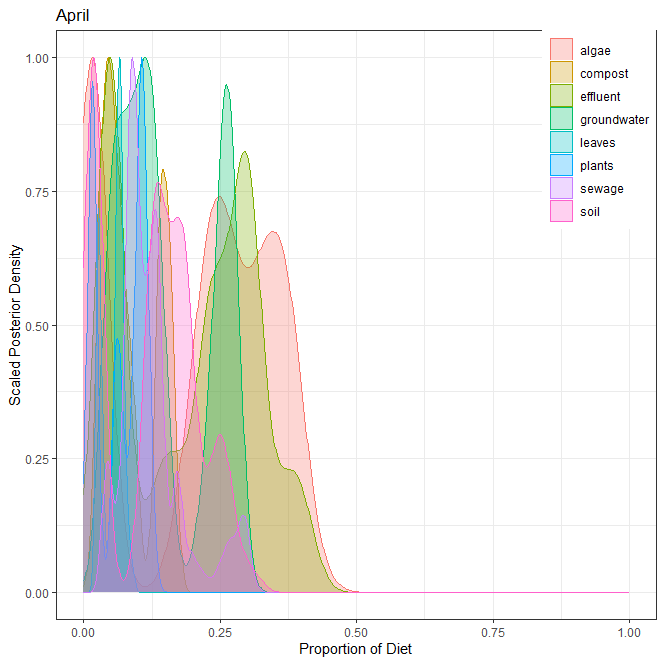 April
algae
compost
effluent
groundwater
leaves
plants
sewage
soil
1.00
0.75
0.50
0.25
0.00
Scaled Posterior Density
0.00 0.25 0.50 0.75 1.00
Proportion of Diet